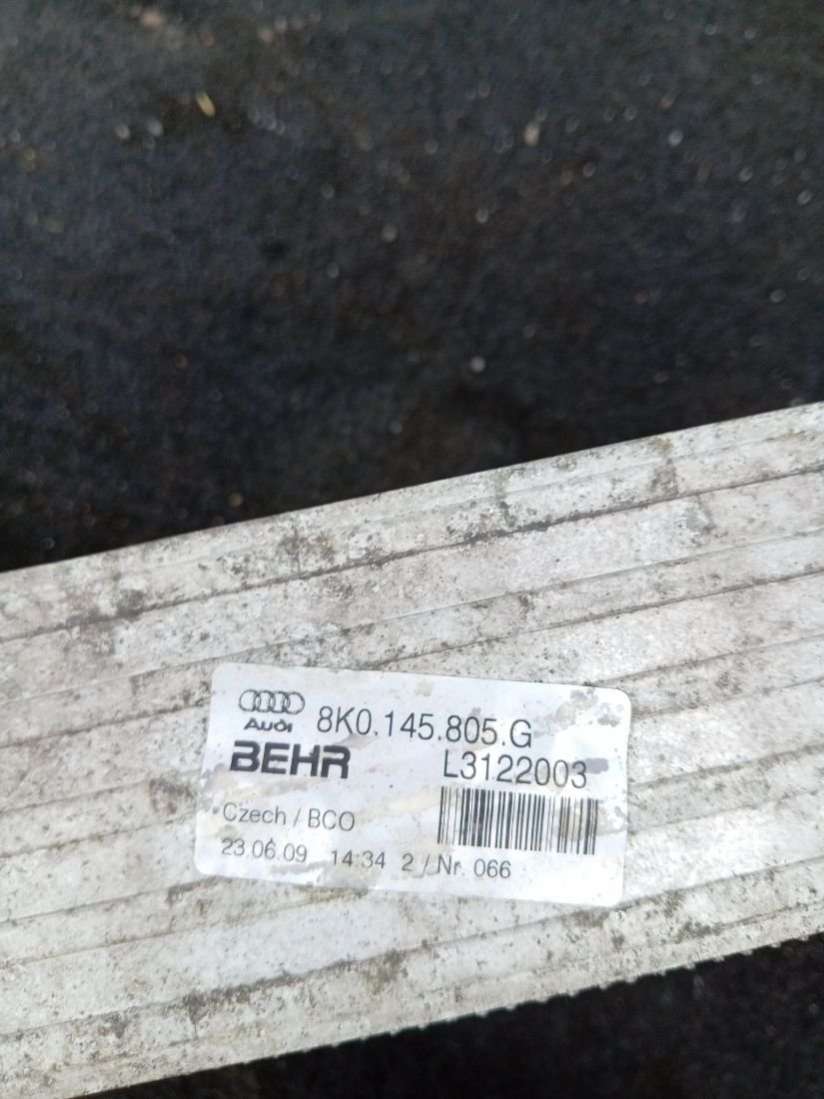 Audi 8K0.145.805.G
BEHR L3122003
Czech / BCO
23.06.09 14:34 2 / Nr. 066